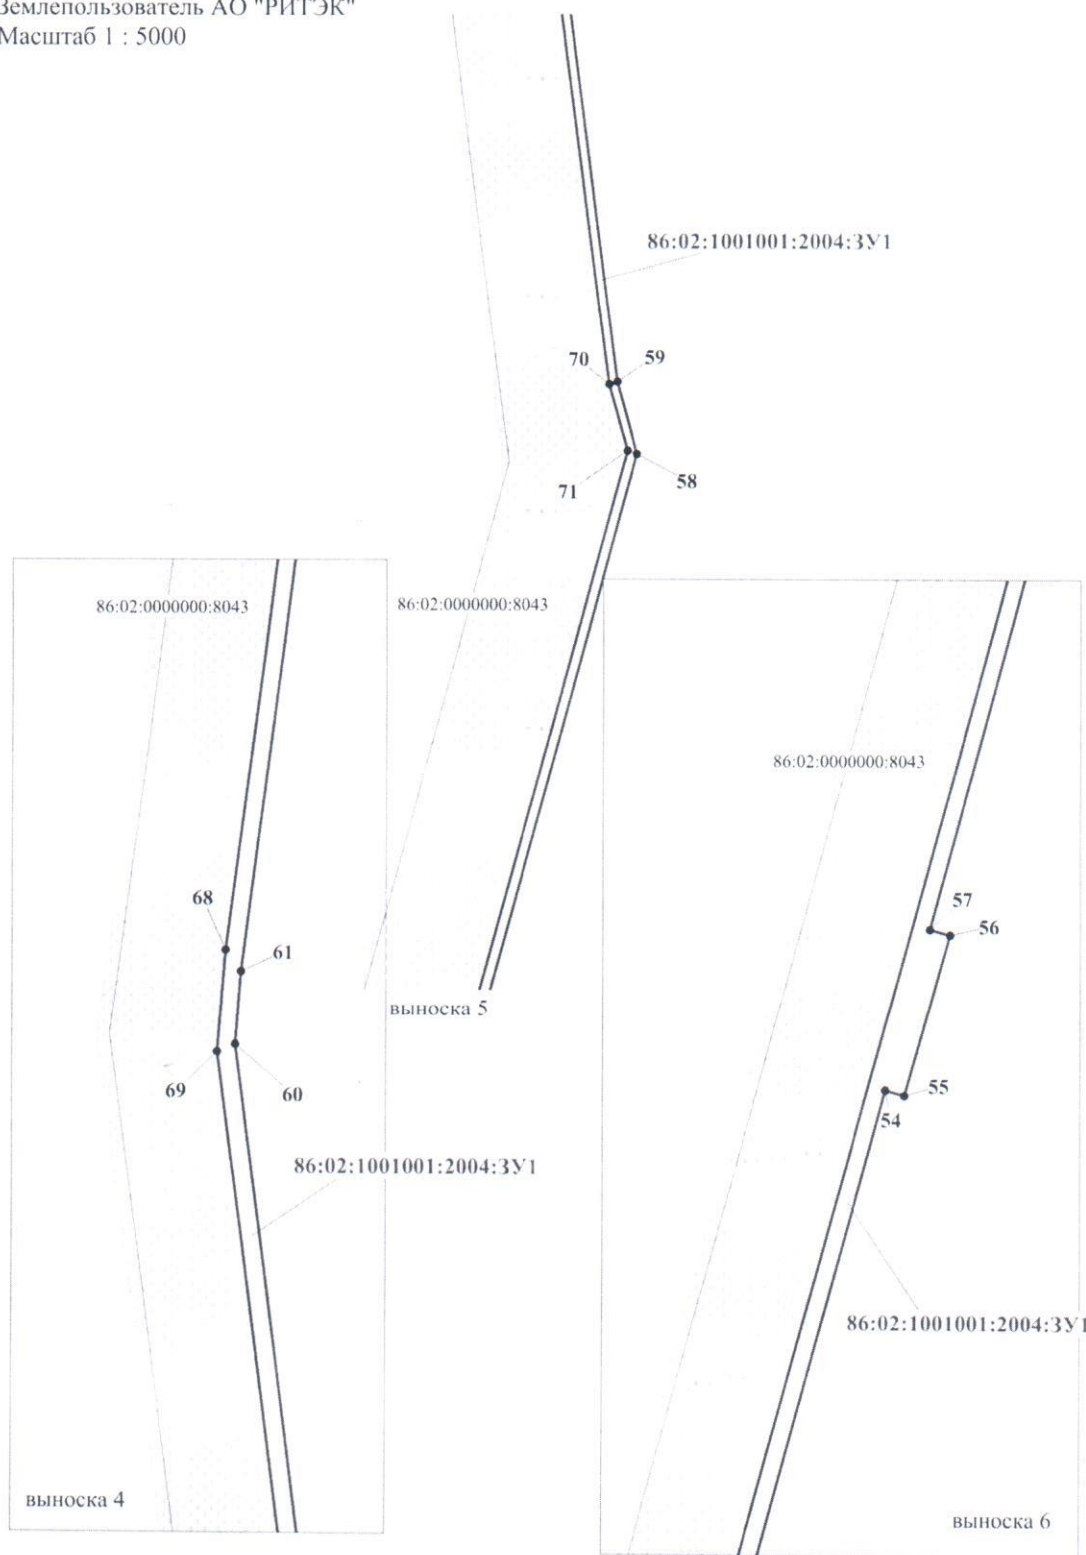 Землепользователь АО "РИТЭК"
Масштаб 1 : 5000
86:02:1001001:2004:ЗУ1
70
59
71
58
86:02:0000000:8043
выноска 5
86:02:0000000:8043
68
61
69
60
86:02:1001001:2004:ЗУ1
выноска 4
86:02:0000000:8043
57
56
55
54
86:02:1001001:2004:ЗУ1
выноска 6